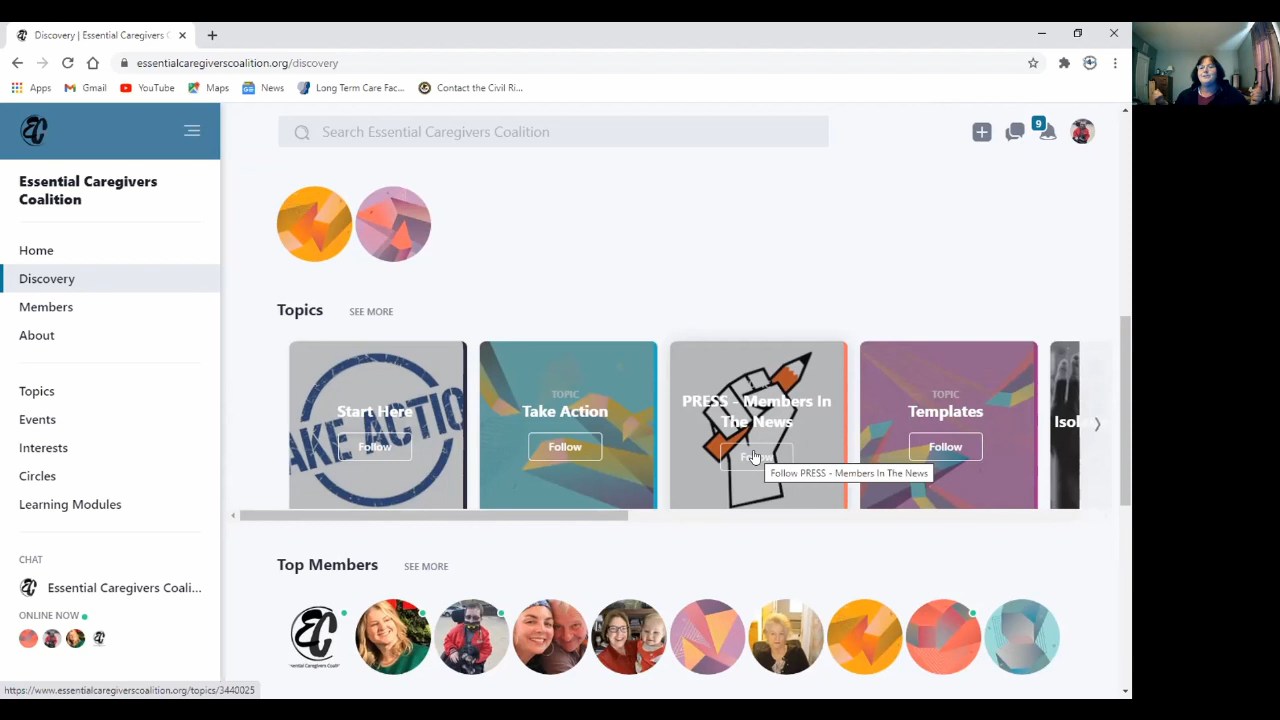 Discovery | Essential Caregivers
essentialcaregiverscoalition.org/discovery
Apps
Gmail
YouTube
Maps
News
Long Term Care Fac...
Contact the Civil Ri...
Search Essential Caregivers Coalition
9
Essential Caregivers
Coalition
Home
Discovery
Members
About
Topics
Events
Interests
Circles
Learning Modules
CHAT
Essential Caregivers Coali...
ONLINE NOW
Topics
SEE MORE
TAKE ACTION
Start Here
Follow
TOPIC
Take Action
Follow
PRESS - Members In
The News
Follow
Follow PRESS - Members In The News
TOPIC
Templates
Follow
Top Members
SEE MORE
https://www.essentialcaregiverscoalition.org/topics/3440025